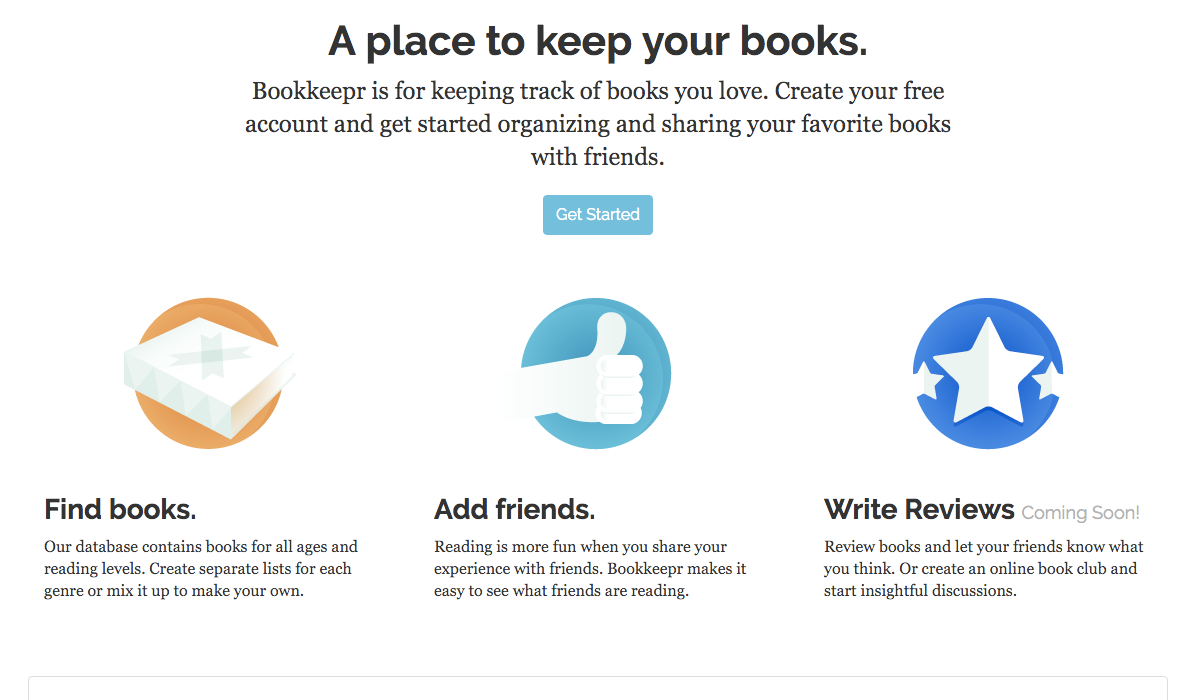 A place to keep your books.
Bookkeepr is for keeping track of books you love. Create your free
account and get started organizing and sharing your favorite books
with friends.
Get Started
Find books.
Our database contains books for all ages and
reading levels. Create separate lists for each
genre or mix it up to make your own.
Add friends.
Reading is more fun when you share your
experience with friends. Bookkeepr makes it
easy to see what friends are reading.
Write Reviews Coming Soon!
Review books and let your friends know what
you think. Or create an online book club and
start insightful discussions.